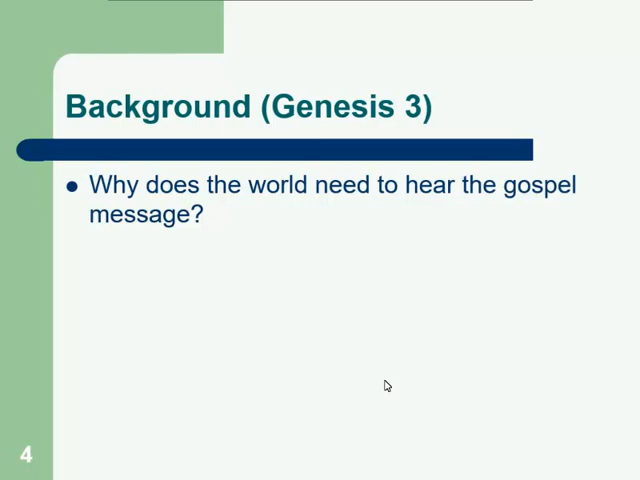 Background (Genesis 3)
Why does the world need to hear the gospel
message?
4